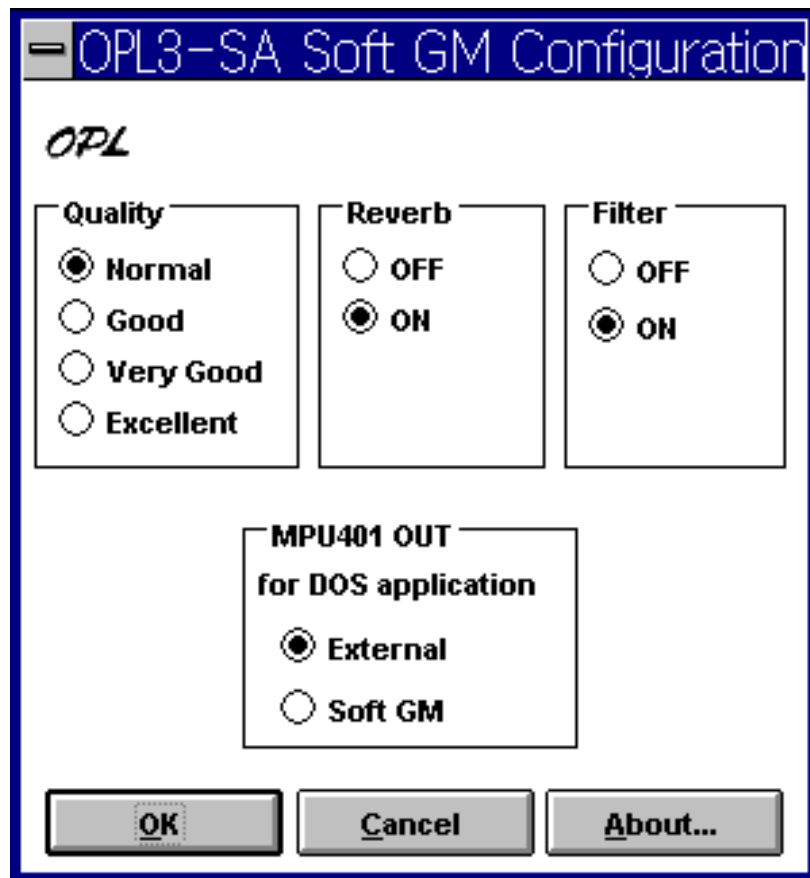 OPL3-SA Soft GM Configuration
OPL
Quality
Normal
Good
Very Good
Excellent
Reverb
OFF
ON
Filter
OFF
ON
MPU401 OUT
for DOS application
External
Soft GM
OK
Cancel
About...